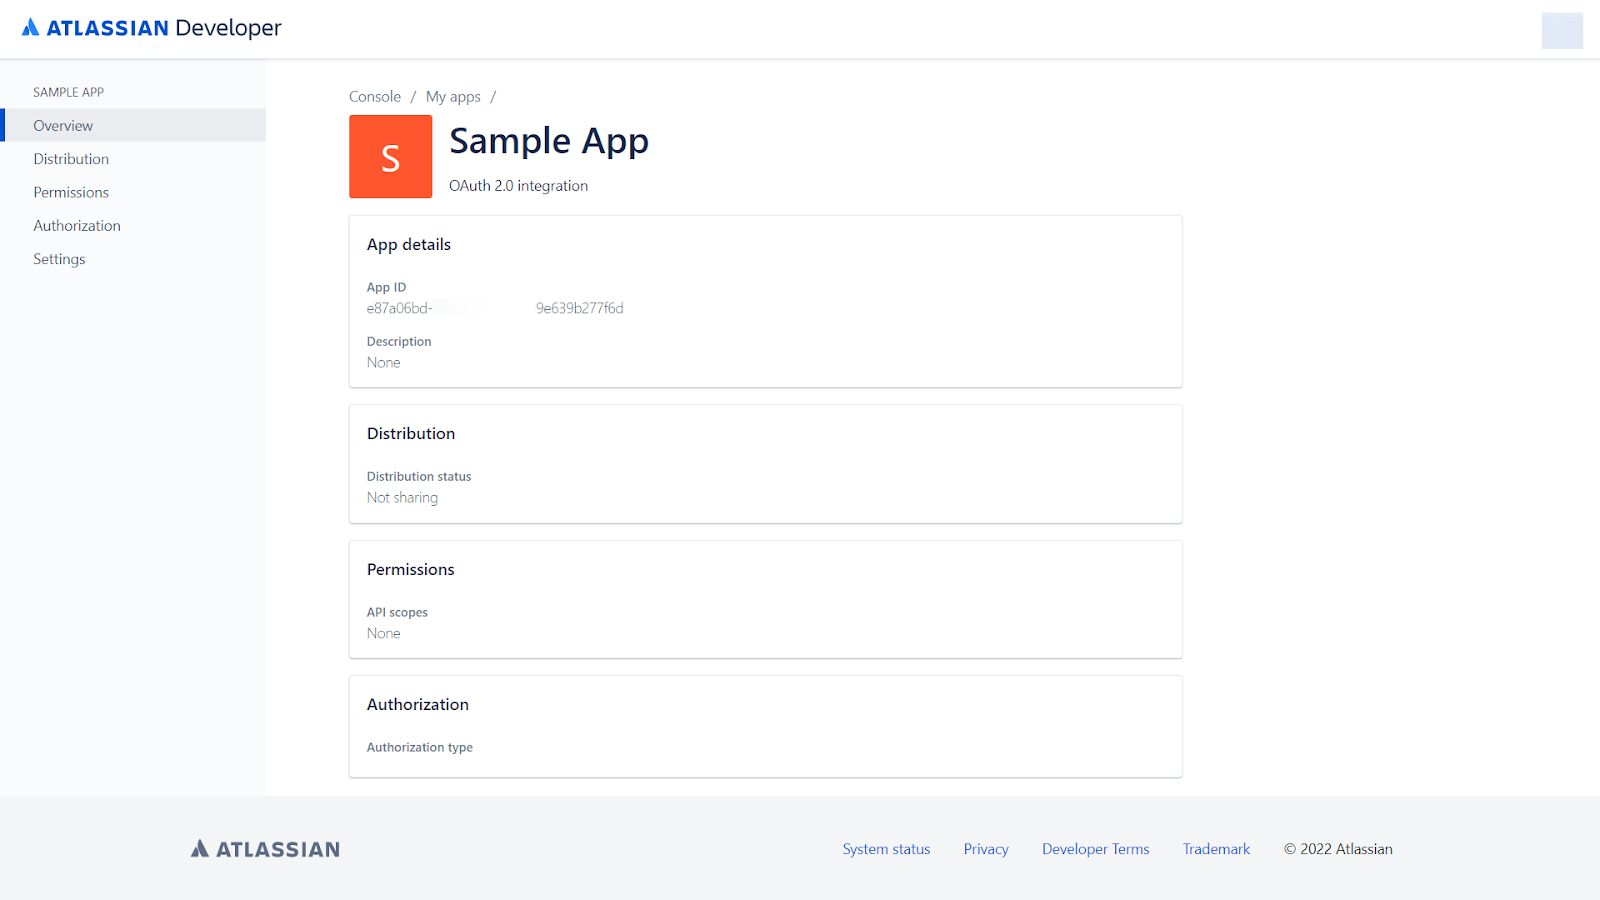 ATLASSIAN Developer
SAMPLE APP
Overview
Distribution
Permissions
Authorization
Settings
Console / My apps /
S
Sample App
OAuth 2.0 integration
App details
App ID
e87a06bd- 9e639b277f6d
Description
None
Distribution
Distribution status
Not sharing
Permissions
API scopes
None
Authorization
Authorization type
ATLASSIAN
System status Privacy Developer Terms Trademark © 2022 Atlassian